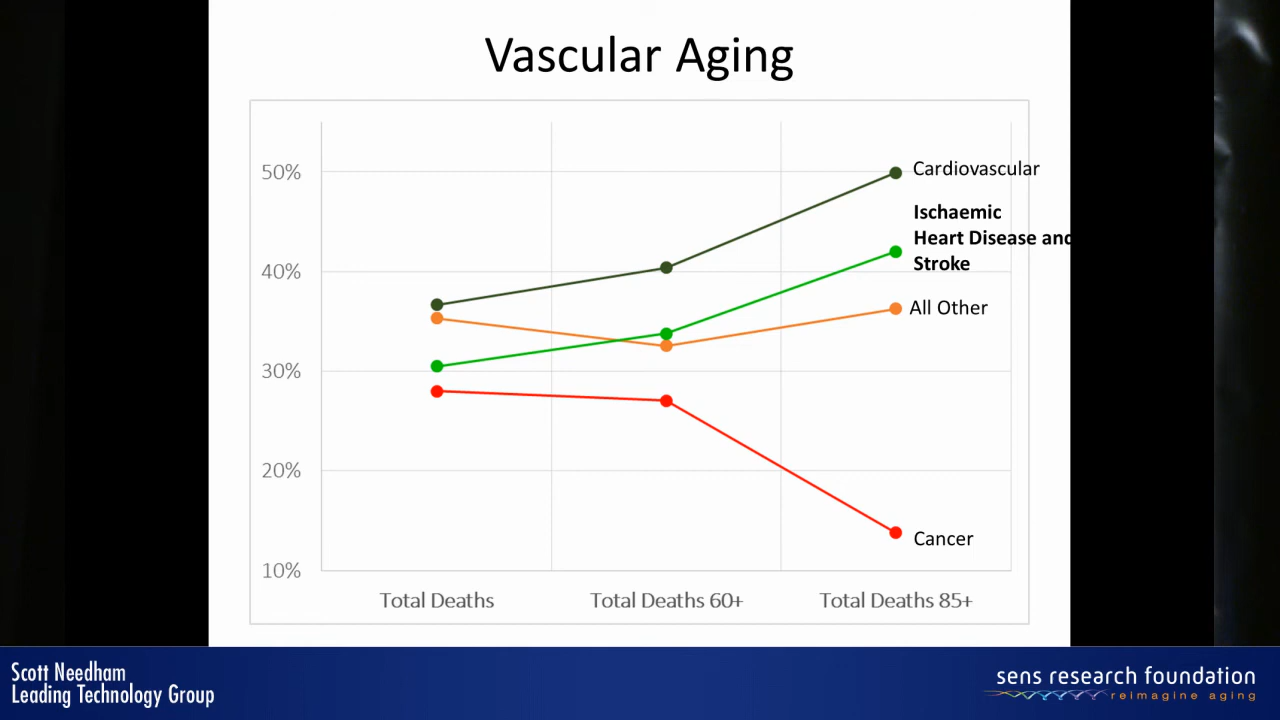 Vascular Aging
50%
40%
30%
20%
10%
Cardiovascular
Ischaemic
Heart Disease and
Stroke
All Other
Cancer
Total Deaths
Total Deaths 60+
Total Deaths 85+
Scott Needham
Leading Technology Group
sens research foundation
reimagine aging